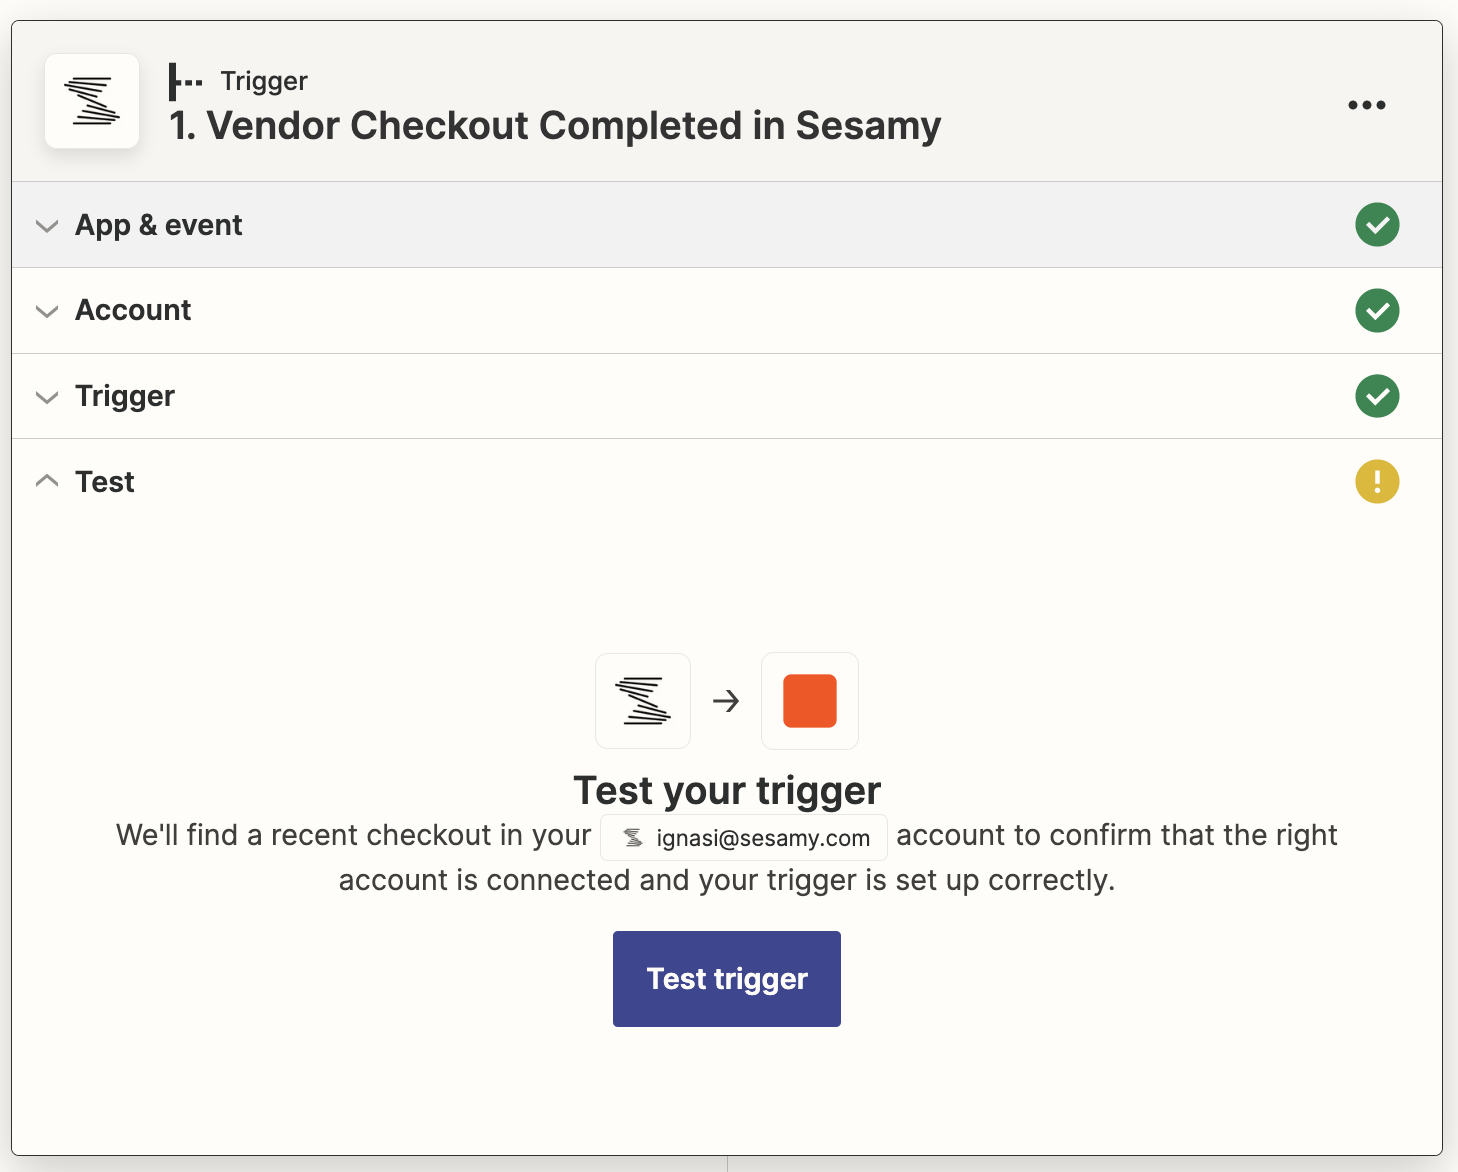 Trigger
1. Vendor Checkout Completed in Sesamy
App & event
Account
Trigger
Test
Test your trigger
We'll find a recent checkout in your ignasi@sesamy.com account to confirm that the right
account is connected and your trigger is set up correctly.
Test trigger